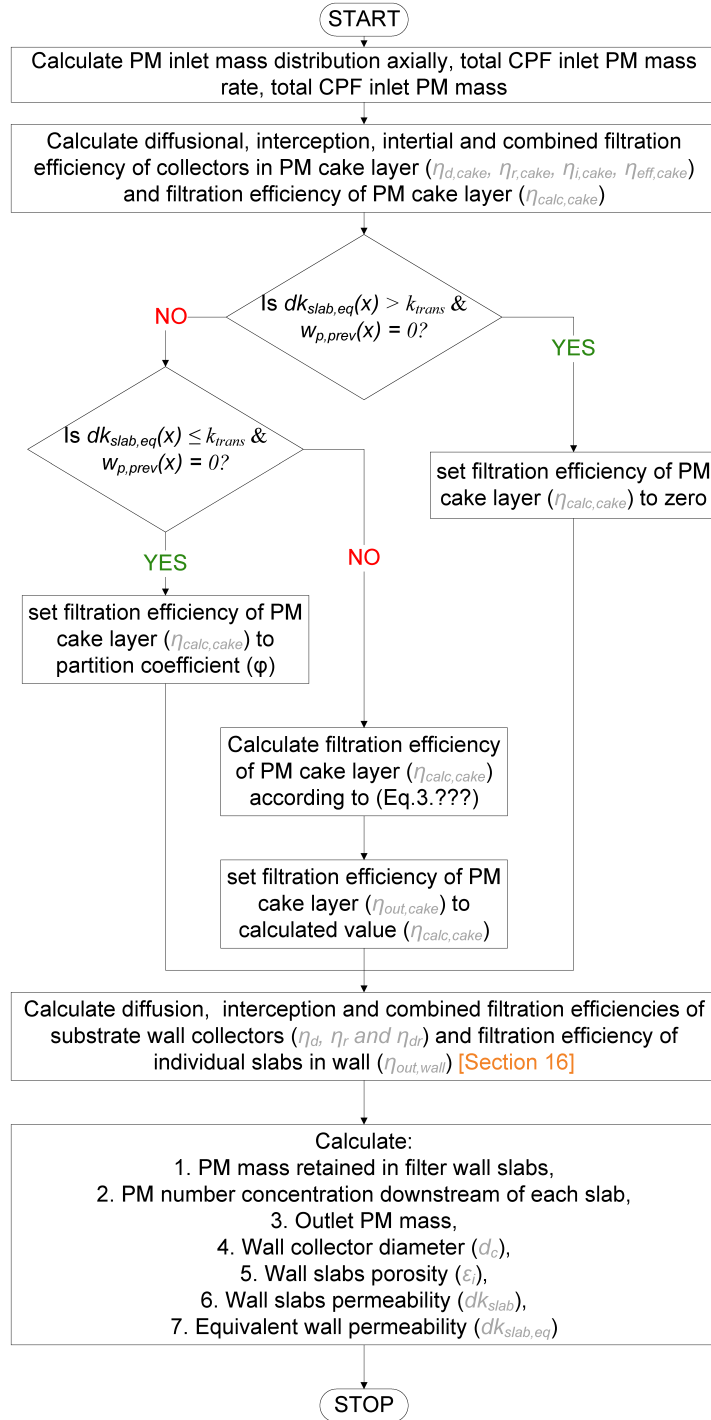 START
Calculate PM inlet mass distribution axially, total CPF inlet PM mass
rate, total CPF inlet PM mass
Calculate diffusional, interception, intertial and combined filtration
efficiency of collectors in PM cake layer (ηd,cake, ηr,cake, ηi,cake, ηeff,cake)
and filtration efficiency of PM cake layer (ηcalc,cake)
Is dkslab,eq(x) > ktrans &
wp,prev(x) = 0?
NO
YES
Is dkslab,eq(x) ≤ ktrans &
wp,prev(x) = 0?
set filtration efficiency of PM
cake layer (ηcalc,cake) to zero
YES
NO
set filtration efficiency of PM
cake layer (ηcalc,cake) to
partition coefficient (φ)
Calculate filtration efficiency
of PM cake layer (ηcalc,cake)
according to (Eq.3.???)
set filtration efficiency of PM
cake layer (ηout,cake) to
calculated value (ηcalc,cake)
Calculate diffusion, interception and combined filtration efficiencies of
substrate wall collectors (ηd, ηr and ηdr) and filtration efficiency of
individual slabs in wall (ηout,wall) [Section 16]
Calculate:
1. PM mass retained in filter wall slabs,
2. PM number concentration downstream of each slab,
3. Outlet PM mass,
4. Wall collector diameter (dc),
5. Wall slabs porosity (εi),
6. Wall slabs permeability (dkslab),
7. Equivalent wall permeability (dkslab,eq)
STOP